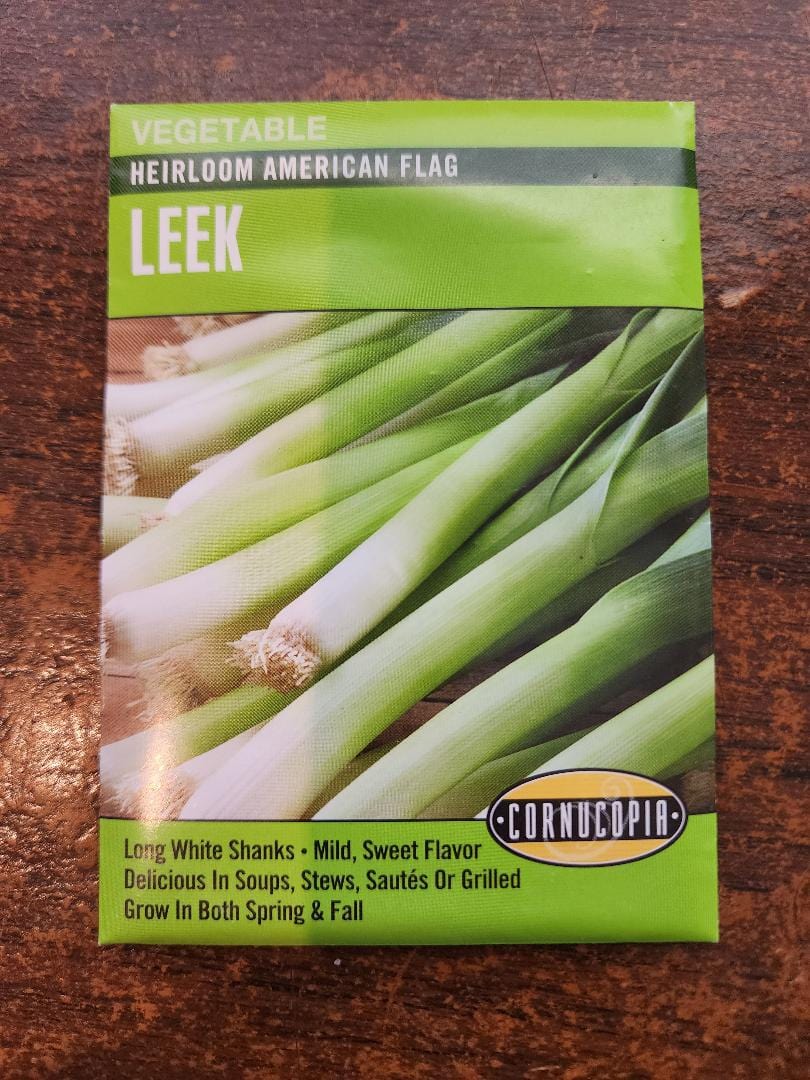 VEGETABLE
HEIRLOOM AMERICAN FLAG
LEEK
·CORNUCOPIA·
Long White Shanks • Mild, Sweet Flavor
Delicious In Soups, Stews, Sautés Or Grilled
Grow In Both Spring & Fall